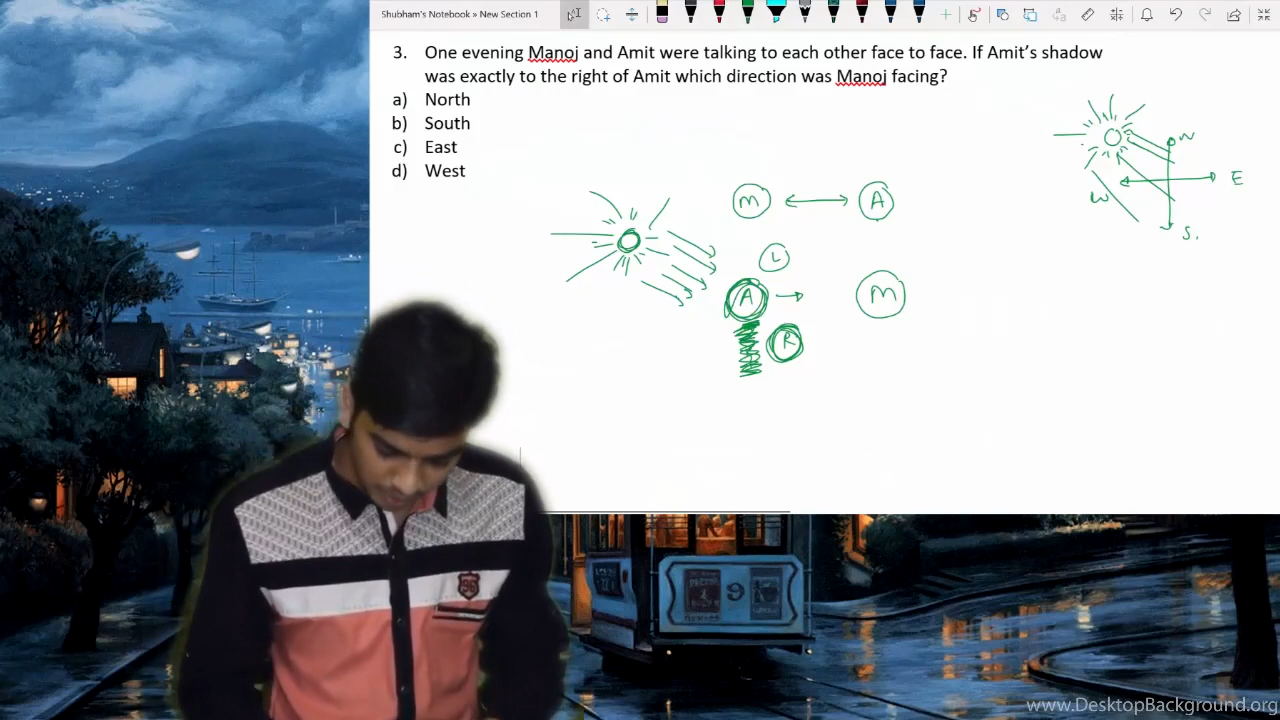 Shubham's Notebook » New Section 1
3. One evening Manoj and Amit were talking to each other face to face. If Amit's shadow
was exactly to the right of Amit which direction was Manoj facing?
a) North
b) South
c) East
d) West
N
E
W
S.
M A
L
A M
R
9
www.DesktopBackground.org